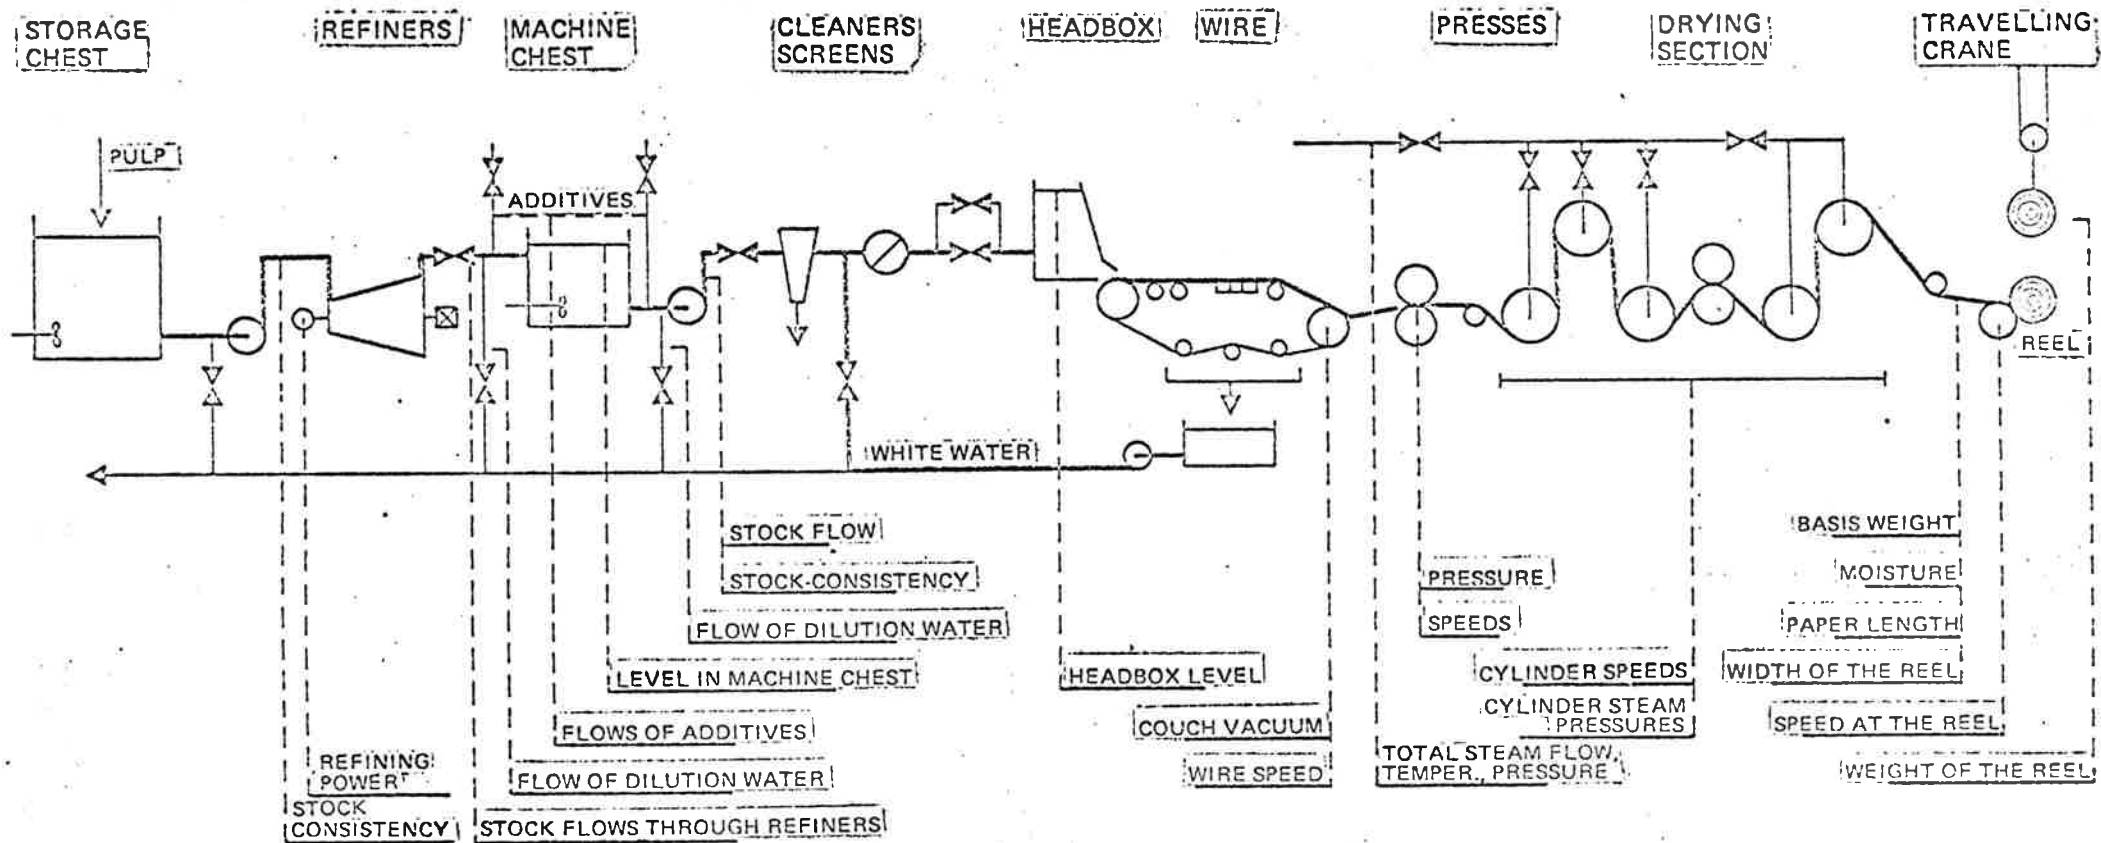 STORAGE
CHEST
REFINERS
MACHINE
CHEST
CLEANERS
SCREENS
HEADBOX
WIRE
PRESSES
DRYING
SECTION
TRAVELLING
CRANE
PULP
ADDITIVES
REEL
WHITE WATER
STOCK FLOW
STOCK-CONSISTENCY
FLOW OF DILUTION WATER
LEVEL IN MACHINE CHEST
FLOWS OF ADDITIVES
FLOW OF DILUTION WATER
STOCK FLOWS THROUGH REFINERS
REFINING
POWER
STOCK
CONSISTENCY
HEADBOX LEVEL
COUCH VACUUM
WIRE SPEED
PRESSURE
SPEEDS
CYLINDER SPEEDS
CYLINDER STEAM
PRESSURES
TOTAL STEAM FLOW,
TEMPER., PRESSURE
BASIS WEIGHT
MOISTURE
PAPER LENGTH
WIDTH OF THE REEL
SPEED AT THE REEL
WEIGHT OF THE REEL